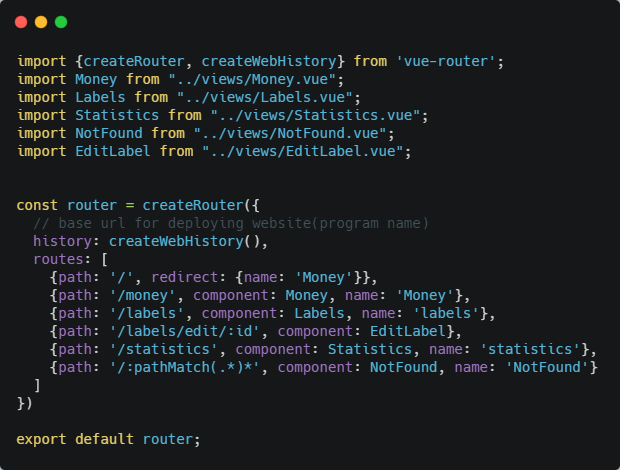 import {createRouter, createWebHistory} from 'vue-router';
import Money from "../views/Money.vue";
import Labels from "../views/Labels.vue";
import Statistics from "../views/Statistics.vue";
import NotFound from "../views/NotFound.vue";
import EditLabel from "../views/EditLabel.vue";


const router = createRouter({
  // base url for deploying website(program name)
  history: createWebHistory(),
  routes: [
    {path: '/', redirect: {name: 'Money'}},
    {path: '/money', component: Money, name: 'Money'},
    {path: '/labels', component: Labels, name: 'labels'},
    {path: '/labels/edit/:id', component: EditLabel},
    {path: '/statistics', component: Statistics, name: 'statistics'},
    {path: '/:pathMatch(.*)*', component: NotFound, name: 'NotFound'}
  ]
})

export default router;